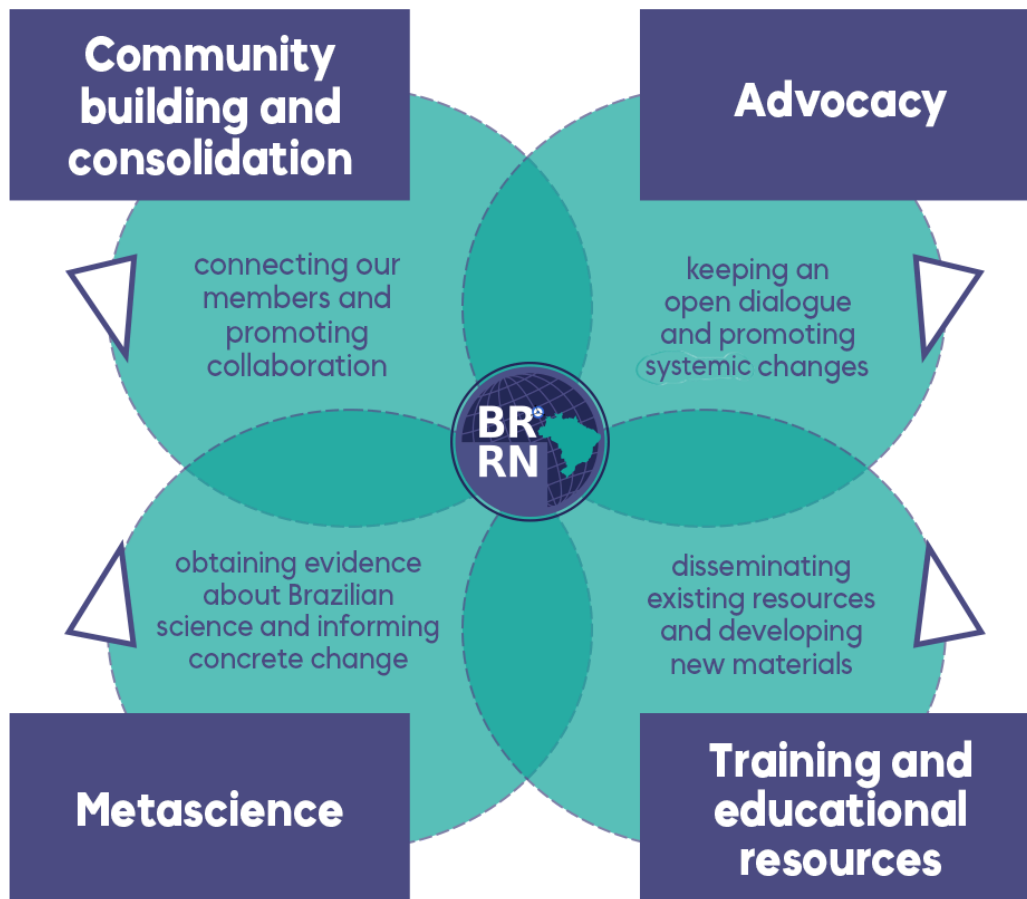 Community
building and
consolidation
Advocacy
connecting our
members and
promoting
collaboration
keeping an
open dialogue
and promoting
systemic changes
BR
RN
obtaining evidence
about Brazilian
science and informing
concrete change
disseminating
existing resources
and developing
new materials
Metascience
Training and
educational
resources